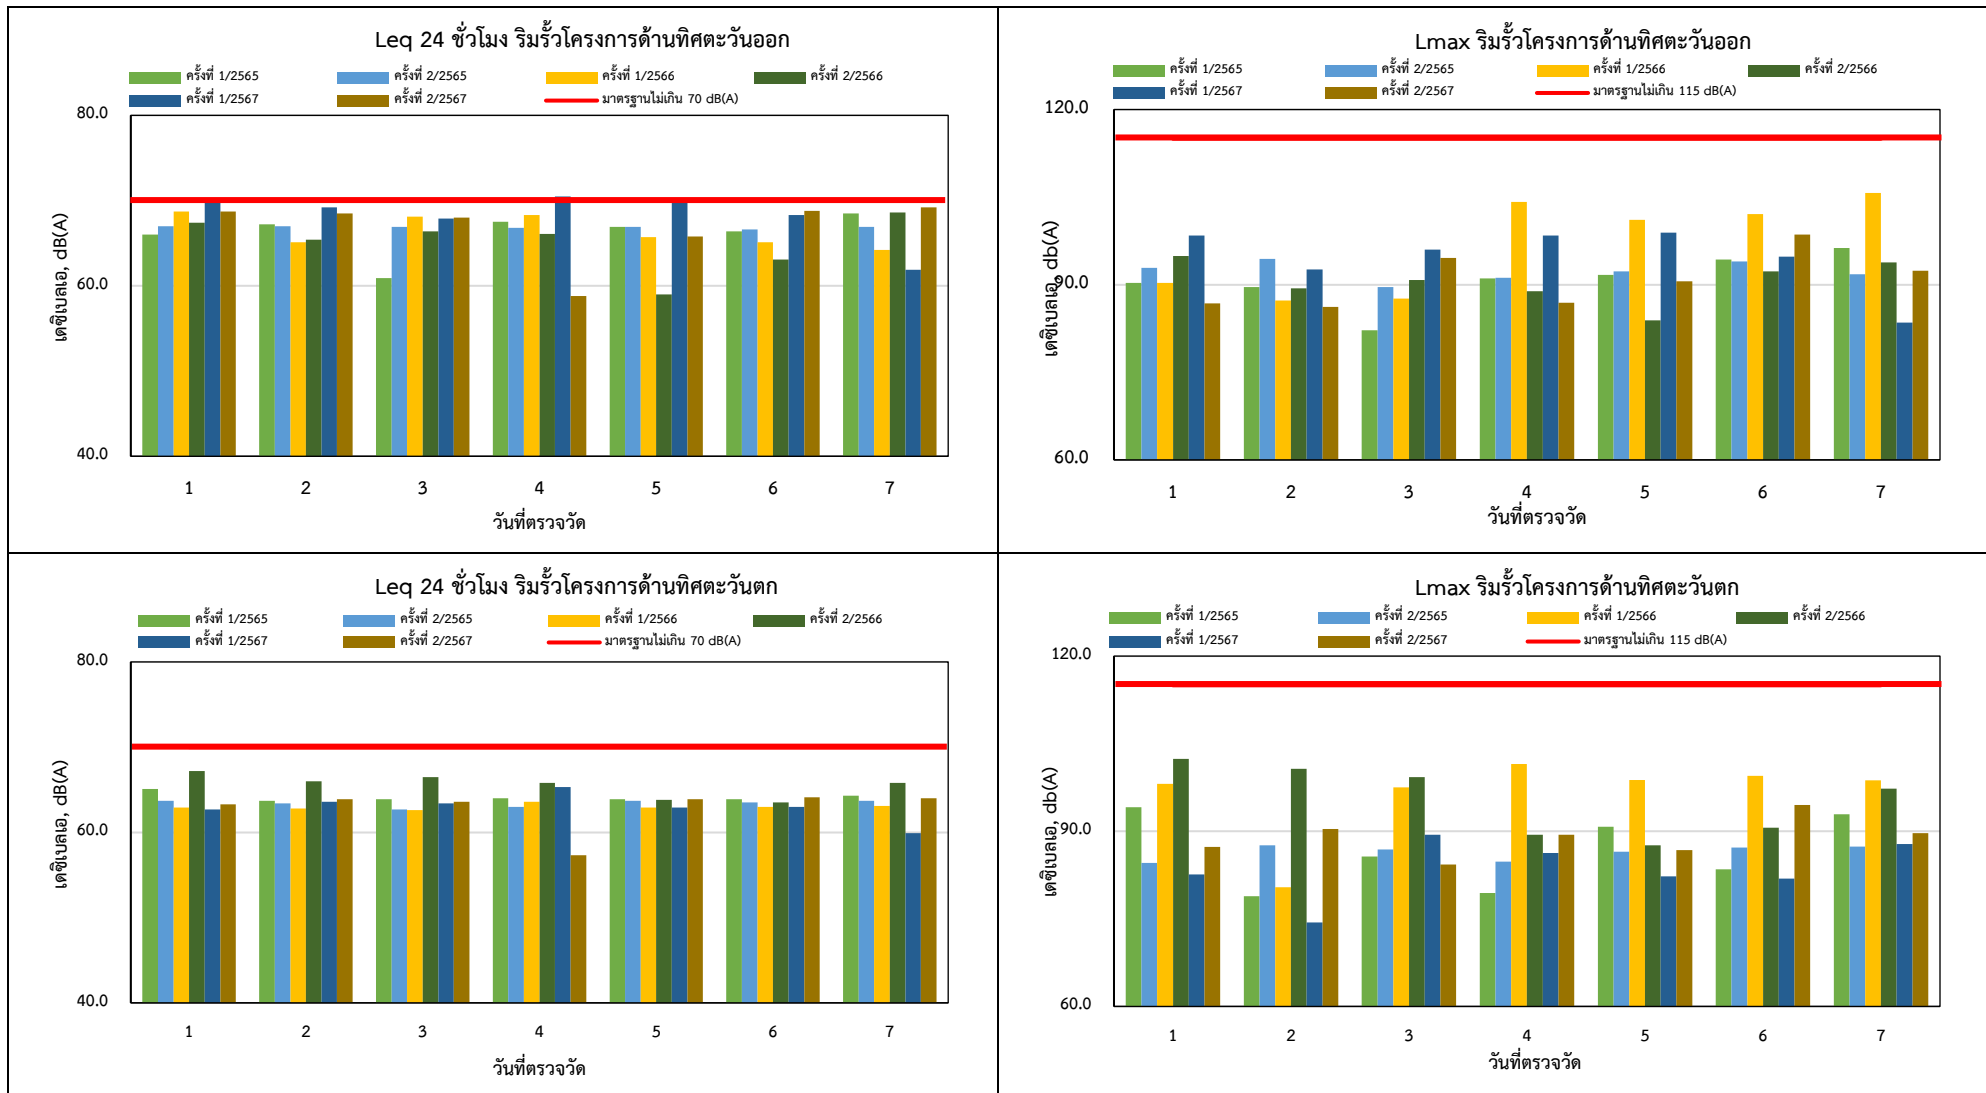 Leq 24 ชั่วโมง ริมรั้วโครงการด้านทิศตะวันออก
ครั้งที่ 1/2565 ครั้งที่ 2/2565 ครั้งที่ 1/2566 ครั้งที่ 2/2566
ครั้งที่ 1/2567 ครั้งที่ 2/2567 มาตรฐานไม่เกิน 70 dB(A)
80.0
60.0
40.0
เดซิเบลเอ, dB(A)
1 2 3 4 5 6 7
วันที่ตรวจวัด
Lmax ริมรั้วโครงการด้านทิศตะวันออก
ครั้งที่ 1/2565 ครั้งที่ 2/2565 ครั้งที่ 1/2566 ครั้งที่ 2/2566
ครั้งที่ 1/2567 ครั้งที่ 2/2567 มาตรฐานไม่เกิน 115 dB(A)
120.0
90.0
60.0
เดซิเบลเอ, db(A)
1 2 3 4 5 6 7
วันที่ตรวจวัด
Leq 24 ชั่วโมง ริมรั้วโครงการด้านทิศตะวันตก
ครั้งที่ 1/2565 ครั้งที่ 2/2565 ครั้งที่ 1/2566 ครั้งที่ 2/2566
ครั้งที่ 1/2567 ครั้งที่ 2/2567 มาตรฐานไม่เกิน 70 dB(A)
80.0
60.0
40.0
เดซิเบลเอ, dB(A)
1 2 3 4 5 6 7
วันที่ตรวจวัด
Lmax ริมรั้วโครงการด้านทิศตะวันตก
ครั้งที่ 1/2565 ครั้งที่ 2/2565 ครั้งที่ 1/2566 ครั้งที่ 2/2566
ครั้งที่ 1/2567 ครั้งที่ 2/2567 มาตรฐานไม่เกิน 115 dB(A)
120.0
90.0
60.0
เดซิเบลเอ, db(A)
1 2 3 4 5 6 7
วันที่ตรวจวัด